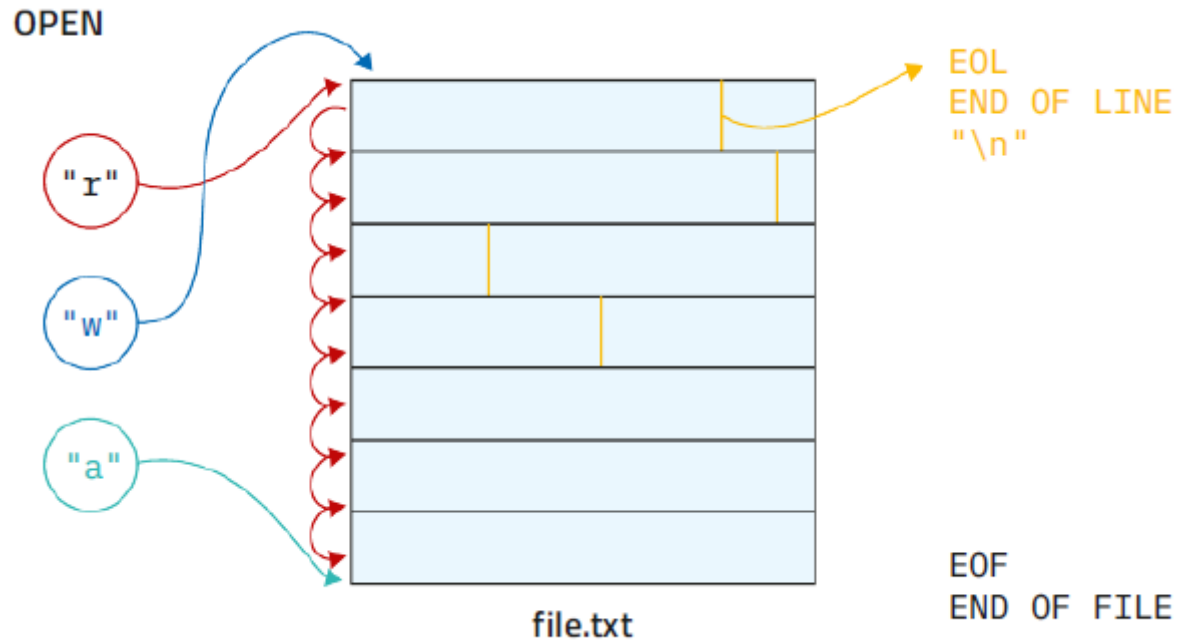 OPEN
"r"
"w"
"a"
EOL
END OF LINE
"\n"
EOF
END OF FILE
file.txt